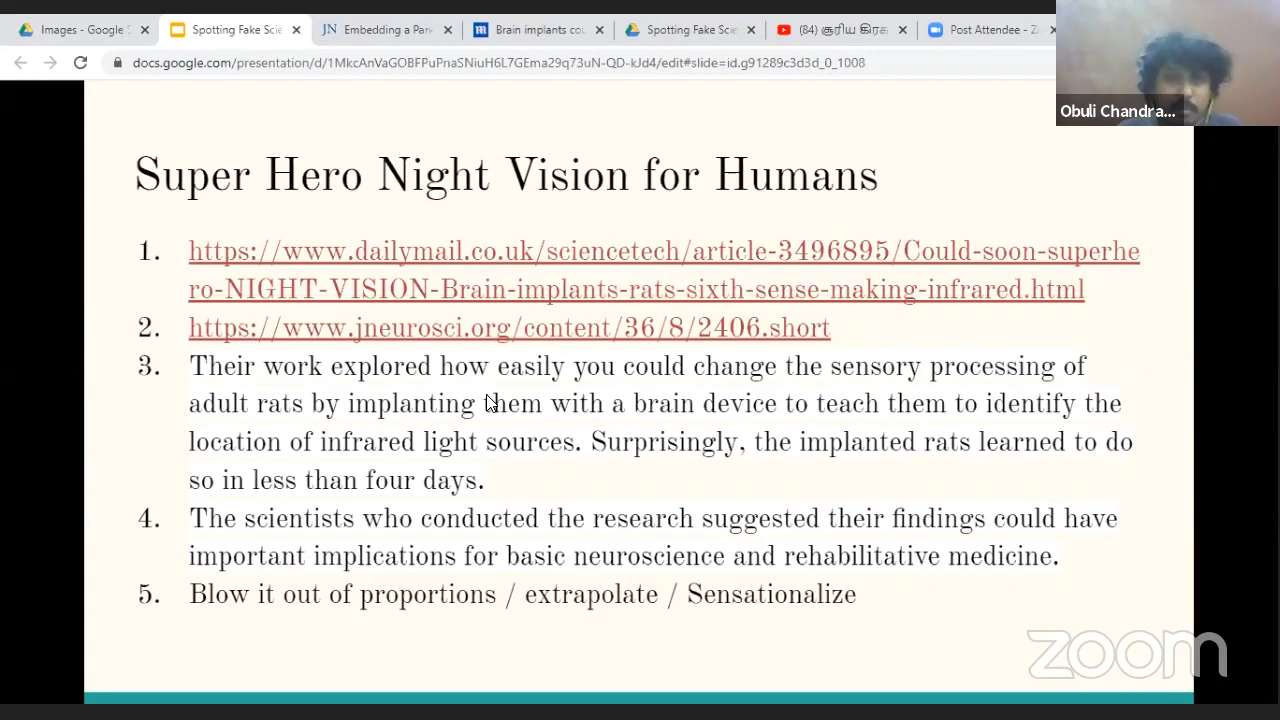 Images - Google
Spotting Fake Scie
Embedding a Pan
Brain implants cou
Spotting Fake Scie
(84) சூரிய கிரக
Post Attendee - Zo
docs.google.com/presentation/d/1MkcAnVaGOBFPuPnaSNiuH6L7GEma29q73uN-QD-kJd4/edit#slide=id.g91289c3d3d_0_1008
Obuli Chandra...
Super Hero Night Vision for Humans
1. https://www.dailymail.co.uk/sciencetech/article-3496895/Could-soon-superhe
ro-NIGHT-VISION-Brain-implants-rats-sixth-sense-making-infrared.html
2. https://www.jneurosci.org/content/36/8/2406.short
3. Their work explored how easily you could change the sensory processing of
adult rats by implanting them with a brain device to teach them to identify the
location of infrared light sources. Surprisingly, the implanted rats learned to do
so in less than four days.
4. The scientists who conducted the research suggested their findings could have
important implications for basic neuroscience and rehabilitative medicine.
5. Blow it out of proportions / extrapolate / Sensationalize
zoom